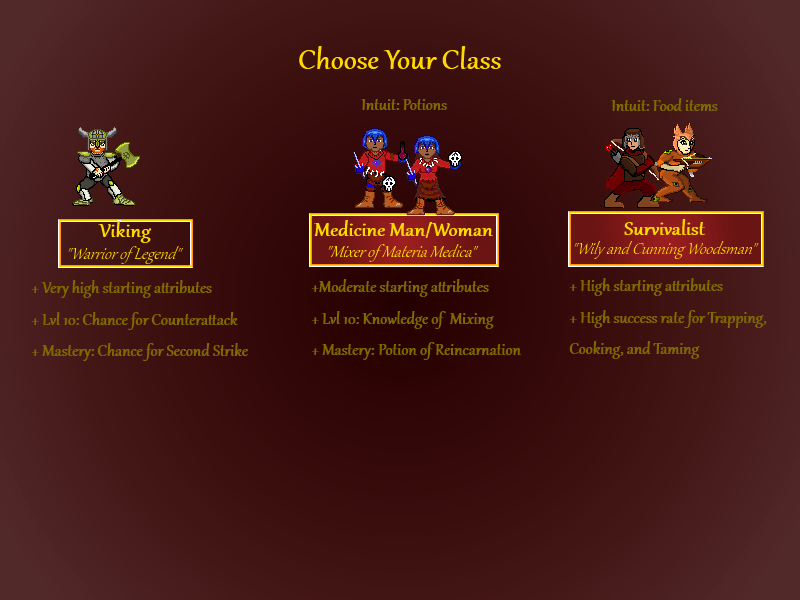 Choose Your Class
Intuit: Potions
Intuit: Food items
Viking
"Warrior of Legend"
+ Very high starting attributes
+ Lvl 10: Chance for Counterattack
+ Mastery: Chance for Second Strike
Medicine Man/Woman
"Mixer of Materia Medica"
+Moderate starting attributes
+ Lvl 10: Knowledge of  Mixing
+ Mastery: Potion of Reincarnation
Survivalist
"Wily and Cunning Woodsman"
+ High starting attributes
+ High success rate for Trapping,
Cooking, and Taming